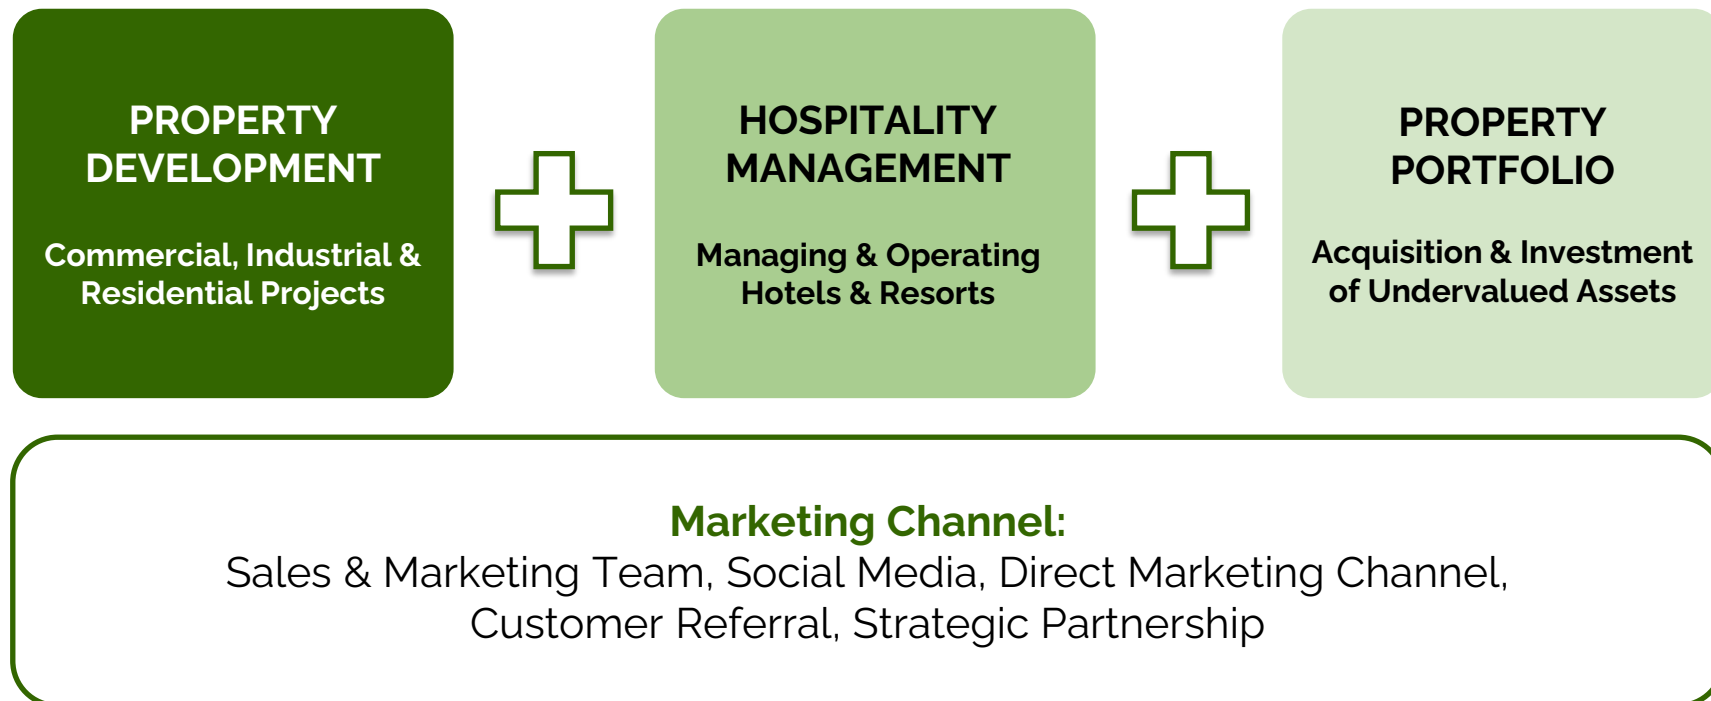 PROPERTY
DEVELOPMENT
Commercial, Industrial &
Residential Projects
HOSPITALITY
MANAGEMENT
Managing & Operating
Hotels & Resorts
PROPERTY
PORTFOLIO
Acquisition & Investment
of Undervalued Assets
Marketing Channel:
Sales & Marketing Team, Social Media, Direct Marketing Channel,
Customer Referral, Strategic Partnership